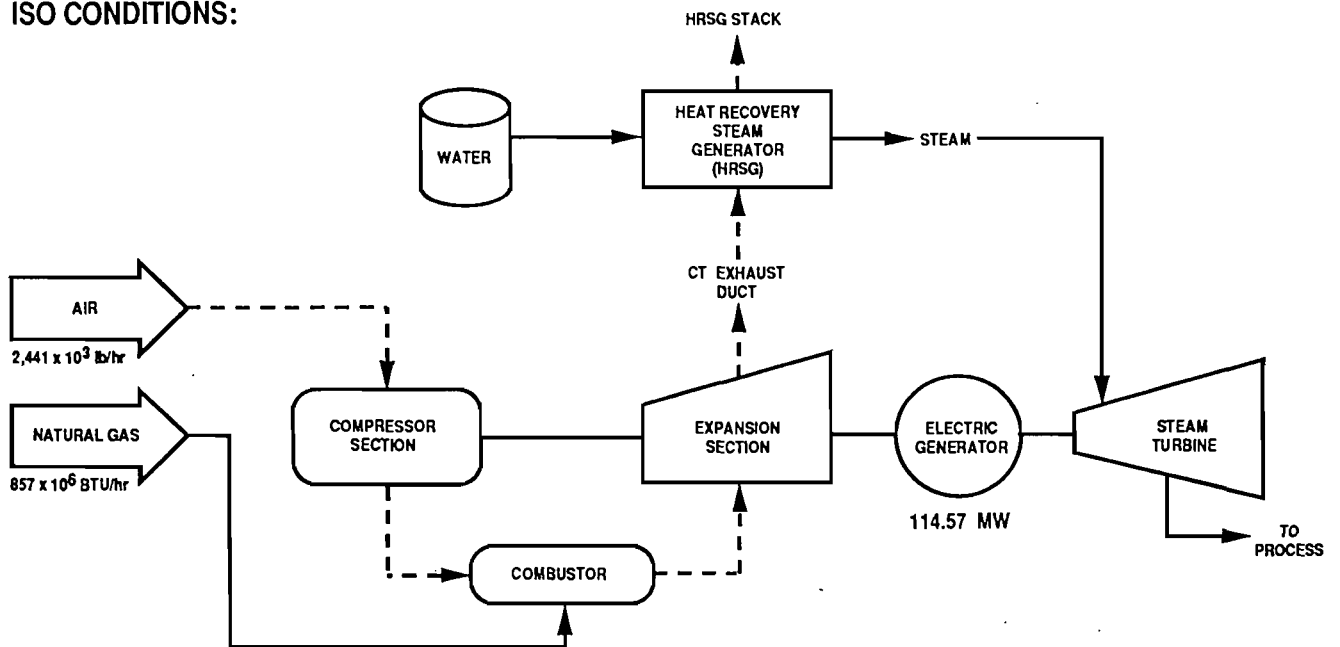 ISO CONDITIONS:
HRSG STACK
HEAT RECOVERY
STEAM
GENERATOR
(HRSG)
WATER
STEAM
CT EXHAUST
DUCT
AIR
2,441 x 10³ lb/hr
NATURAL GAS
857 x 10⁶ BTU/hr
COMPRESSOR
SECTION
EXPANSION
SECTION
ELECTRIC
GENERATOR
114.57 MW
STEAM
TURBINE
TO
PROCESS
COMBUSTOR